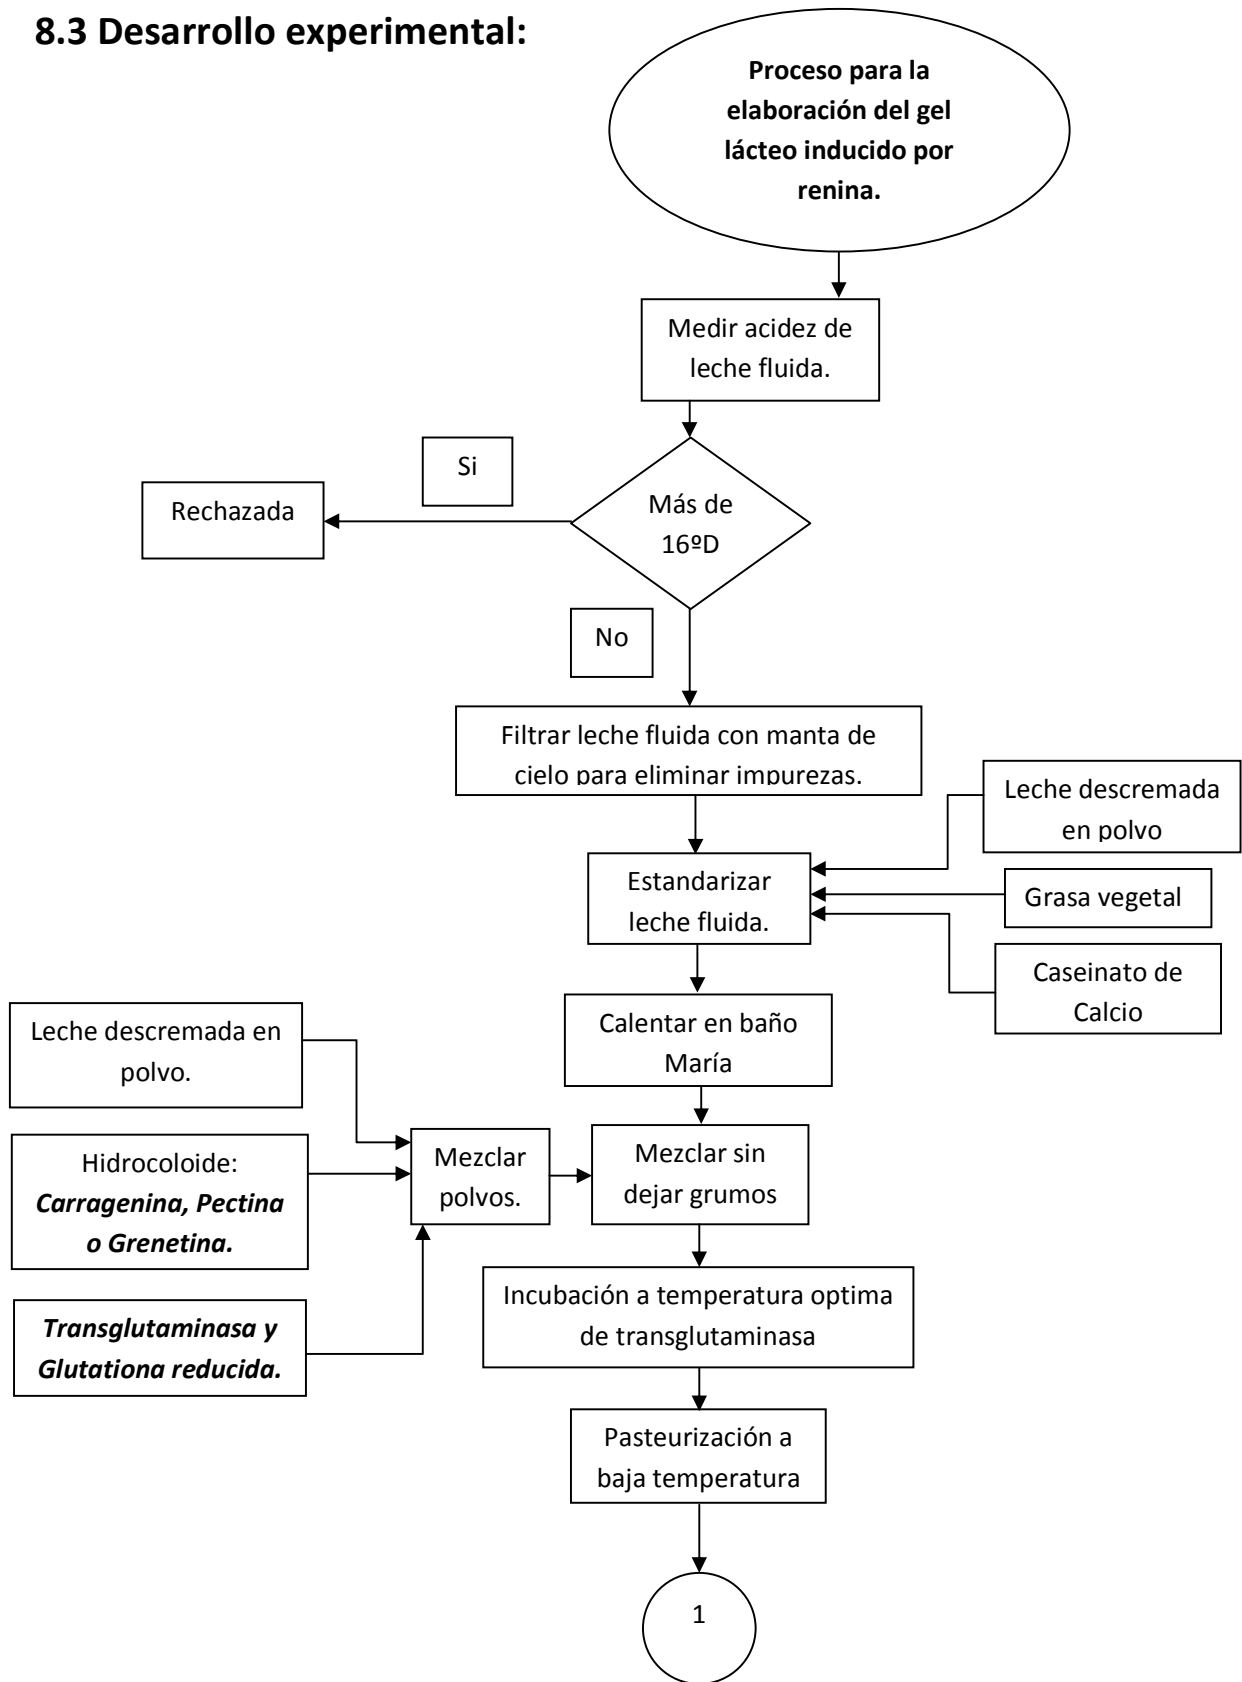 8.3 Desarrollo experimental:
Proceso para la
elaboración del gel
lácteo inducido por
renina.
Medir acidez de
leche fluida.
Si
Rechazada
Más de
16ºD
No
Filtrar leche fluida con manta de
cielo para eliminar impurezas.
Leche descremada
en polvo
Estandarizar
leche fluida.
Grasa vegetal
Caseinato de
Calcio
Calentar en baño
María
Leche descremada en
polvo.
Hidrocoloide:
Carragenina, Pectina
o Grenetina.
Mezclar
polvos.
Mezclar sin
dejar grumos
Transglutaminasa y
Glutationa reducida.
Incubación a temperatura optima
de transglutaminasa
Pasteurización a
baja temperatura
1